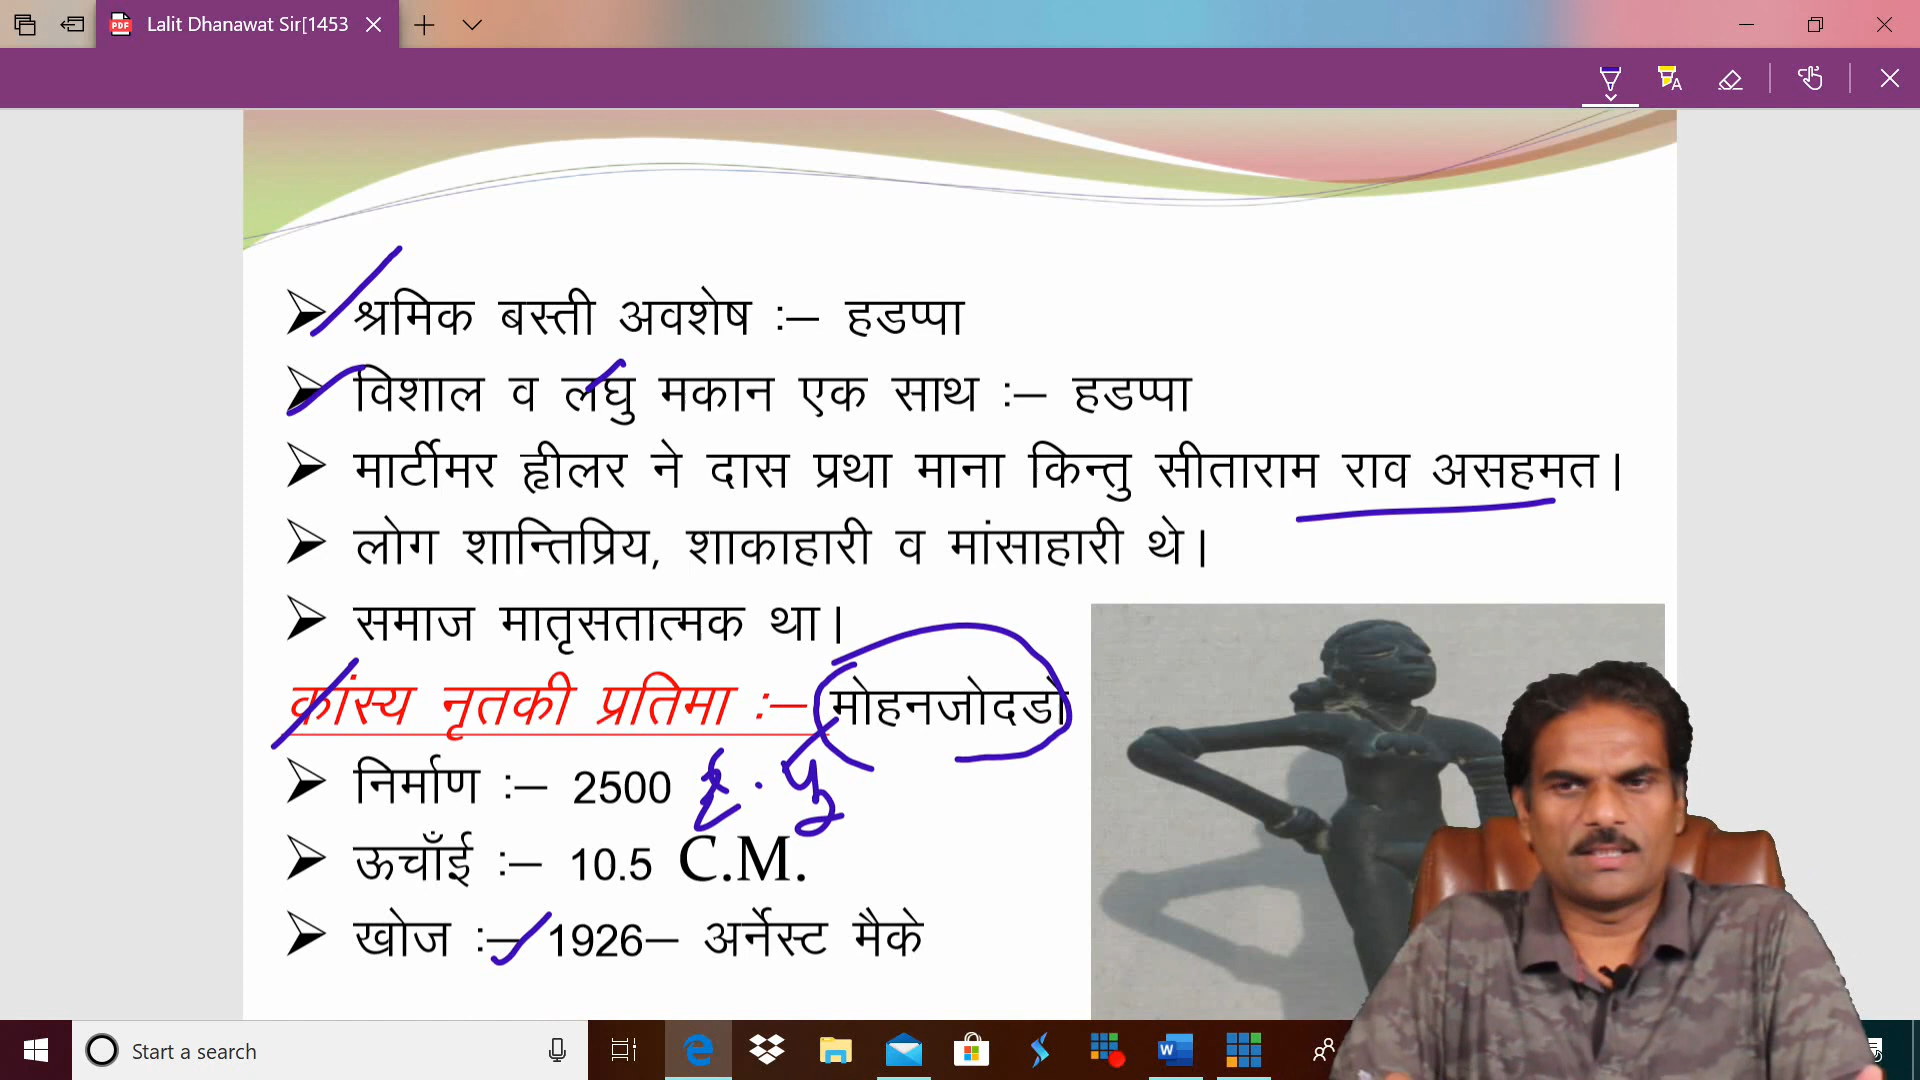 Lalit Dhanawat Sir[1453
श्रमिक बस्ती अवशेष :– हडप्पा
विशाल व लघु मकान एक साथ :– हडप्पा
मार्टीमर ह्वीलर ने दास प्रथा माना किन्तु सीताराम राव असहमत।
लोग शान्तिप्रिय, शाकाहारी व मांसाहारी थे।
समाज मातृसतात्मक था।
कांस्य नृतकी प्रतिमा :– मोहनजोदडो
निर्माण :– 2500 ई. पू
ऊचाँई :– 10.5 C.M.
खोज :– 1926– अर्नेस्ट मैके
Start a search